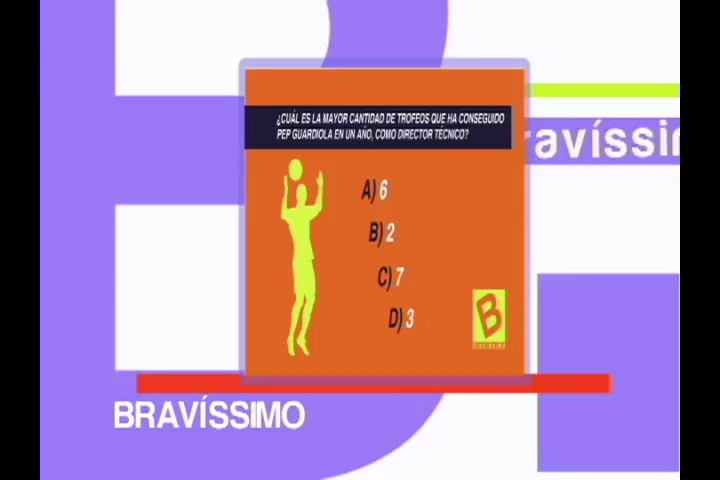 ¿CUÁL ES LA MAYOR CANTIDAD DE TROFEOS QUE HA CONSEGUIDO
PEP GUARDIOLA EN UN AÑO, COMO DIRECTOR TÉCNICO?
ravíssim
A) 6
B) 2
C) 7
D) 3
B
BRAVÍSSIMO